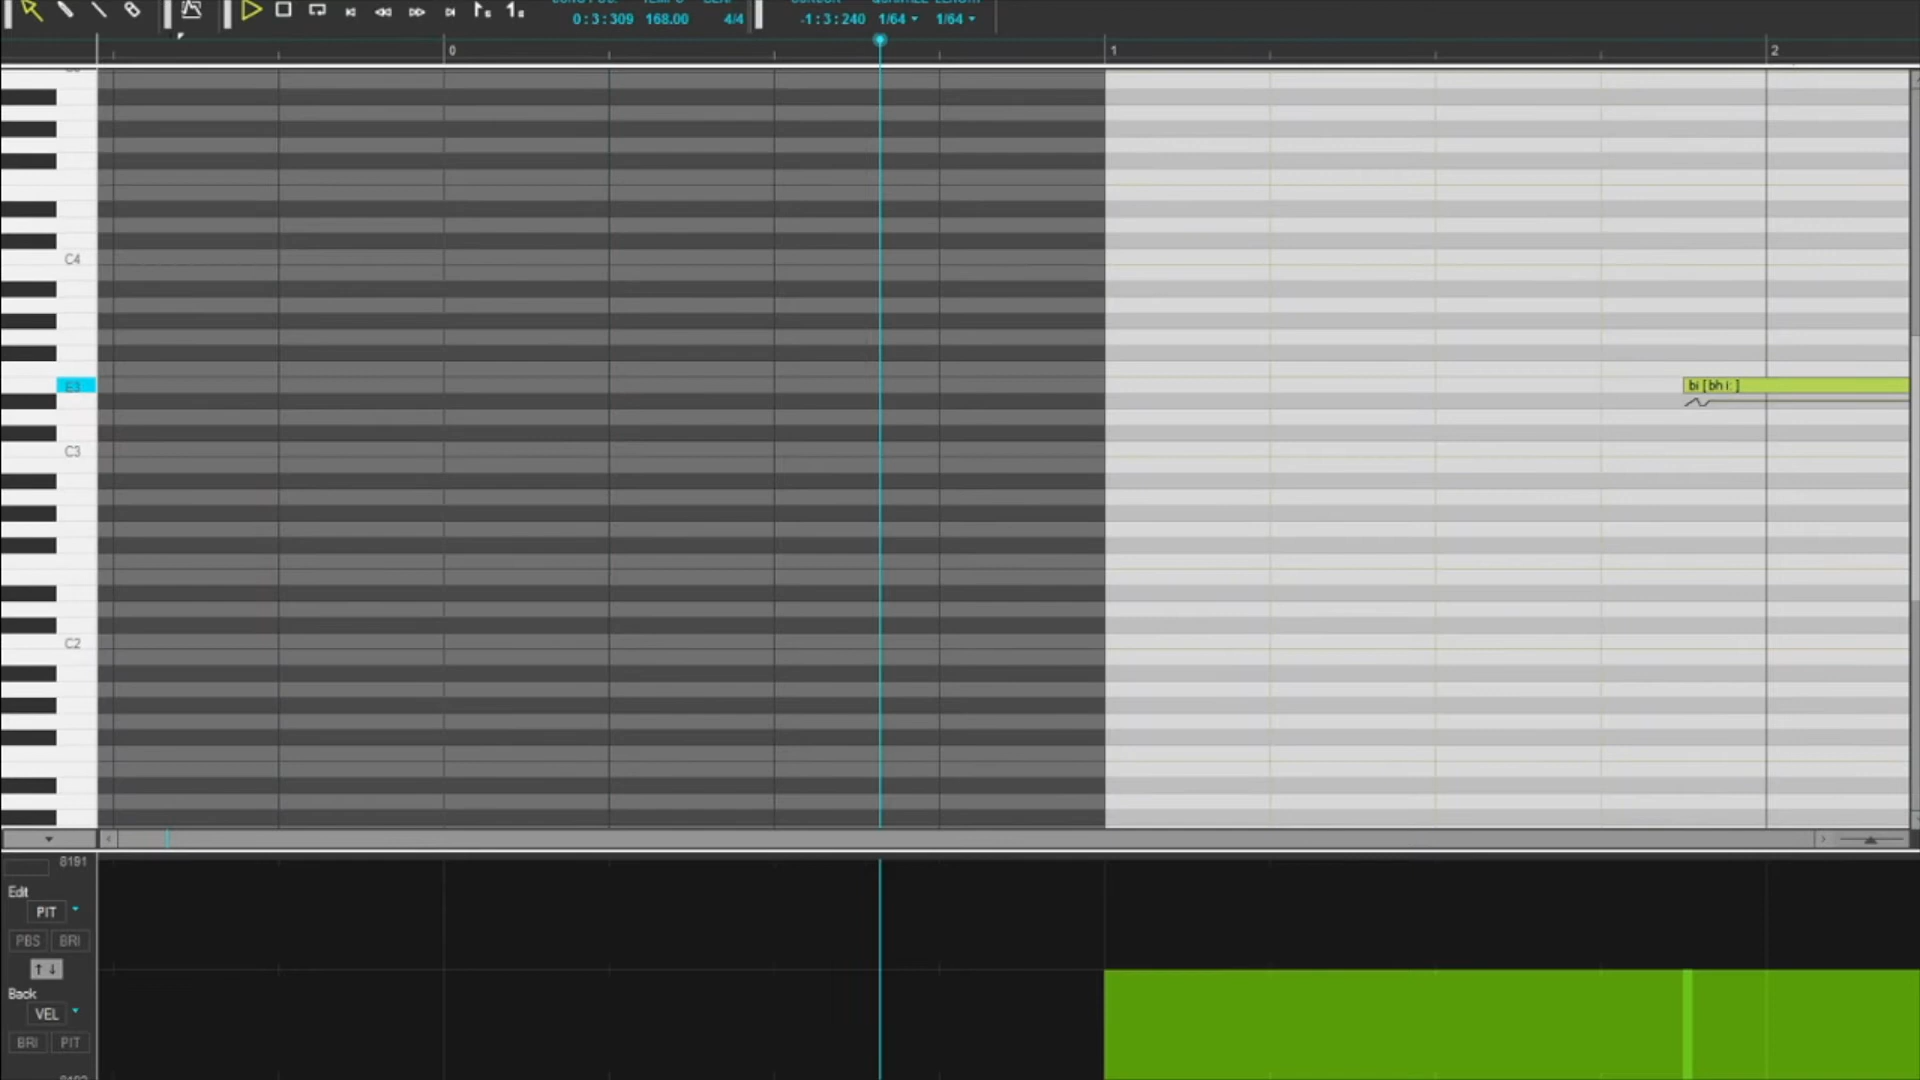 0:3:309 168.00 4/4 -1:3:240 1/64 1/64
0 1 2
C4
E3
bi [bh i: ]
C3
C2
8191
Edit
PIT
PBS BRI
Back
VEL
BRI PIT